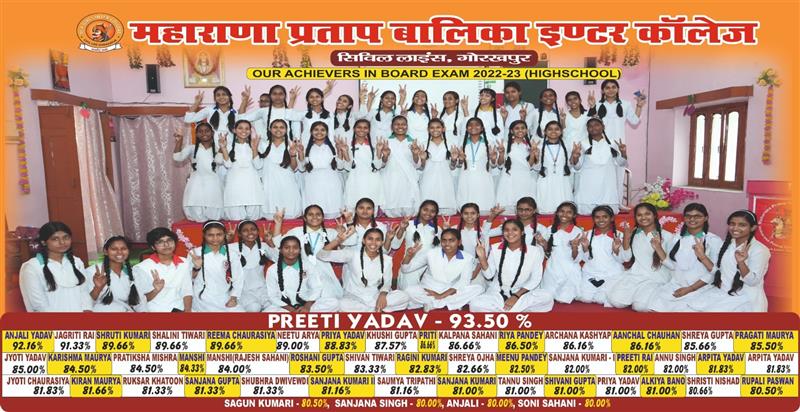 महाराणा प्रताप बालिका इण्टर कॉलेज
सिविल लाइंस, गोरखपुर
OUR ACHIEVERS IN BOARD EXAM 2022-23 (HIGHSCHOOL)
PREETI YADAV - 93.50 %
ANJALI YADAV JAGRITI RAI SHRUTI KUMARI SHALINI TIWARI REEMA CHAURASIYA NEETU ARYA PRIYA YADAV KHUSHI GUPTA PRITI KALPANA SAHANI RIYA PANDEY ARCHANA KASHYAP AANCHAL CHAUHAN SHREYA GUPTA PRAGATI MAURYA
92.16% 91.33% 89.66% 89.66% 89.66% 89.00% 88.83% 87.57% 86.66% 86.66% 86.50% 86.16% 86.16% 85.66% 85.50%
JYOTI YADAV KARISHMA MAURYA PRATIKSHA MISHRA MANSHI MANSHI(RAJESH SAHANI) ROSHANI GUPTA SHIVAN TIWARI RAGINI KUMARI SHREYA OJHA MEENU PANDEY SANJANA KUMARI - I PREETI RAI ANNU SINGH ARPITA YADAV ARPITA YADAV
85.00% 84.50% 84.50% 84.33% 84.00% 83.50% 83.33% 82.83% 82.66% 82.50% 82.00% 82.00% 82.00% 81.83% 81.83%
JYOTI CHAURASIYA KIRAN MAURYA RUKSAR KHATOON SANJANA GUPTA SHUBHRA DWIVEWDI SANJANA KUMARI II SAUMYA TRIPATHI SANJANA KUMARI TANNU SINGH SHIVANI GUPTA PRIYA YADAV ALKIYA BANO SHRISTI NISHAD RUPALI PASWAN
81.83% 81.66% 81.33% 81.33% 81.33% 81.16% 81.16% 81.00% 81.00% 81.00% 81.00% 81.00% 80.66% 80.50%
SAGUN KUMARI - 80.50%, SANJANA SINGH - 80.00%, ANJALI - 80.00%, SONI SAHANI - 80.00%